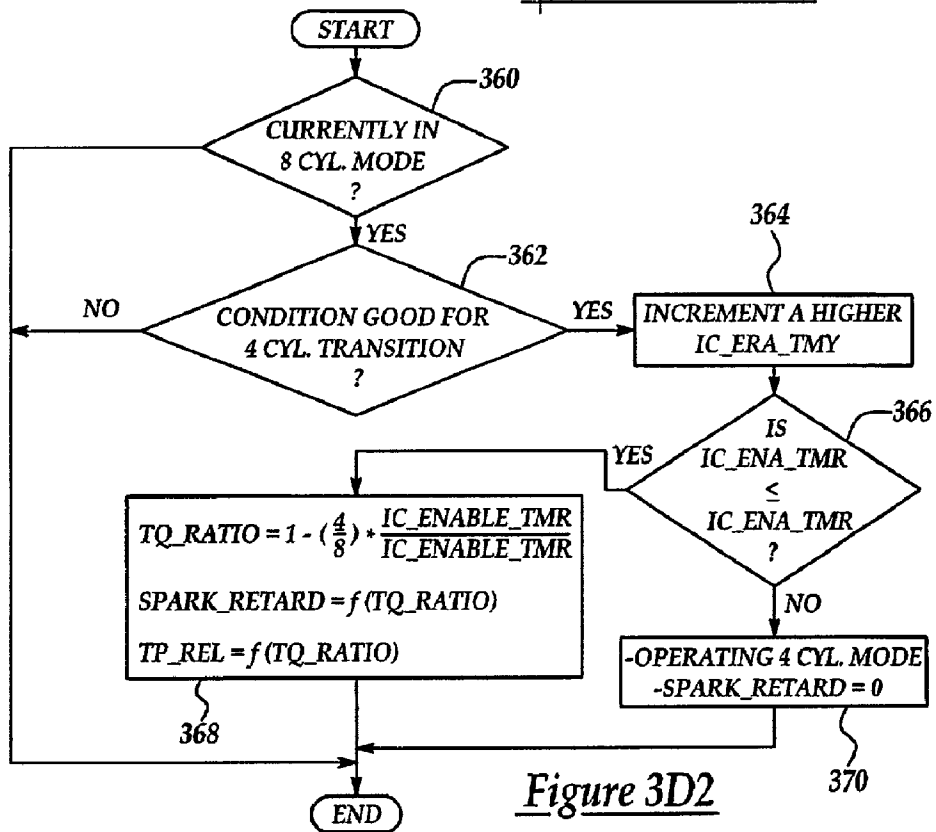 START
360
CURRENTLY IN
8 CYL. MODE
?
YES
362
CONDITION GOOD FOR
4 CYL. TRANSITION
?
NO
YES
364
INCREMENT A HIGHER
IC_ERA_TMY
366
IS
IC_ENA_TMR
≤
IC_ENA_TMR
?
YES
NO
TQ_RATIO = 1 - (4/8) * IC_ENABLE_TMR / IC_ENABLE_TMR
SPARK_RETARD = f (TQ_RATIO)
TP_REL = f (TQ_RATIO)
368
-OPERATING 4 CYL. MODE
-SPARK_RETARD = 0
370
END
Figure 3D2